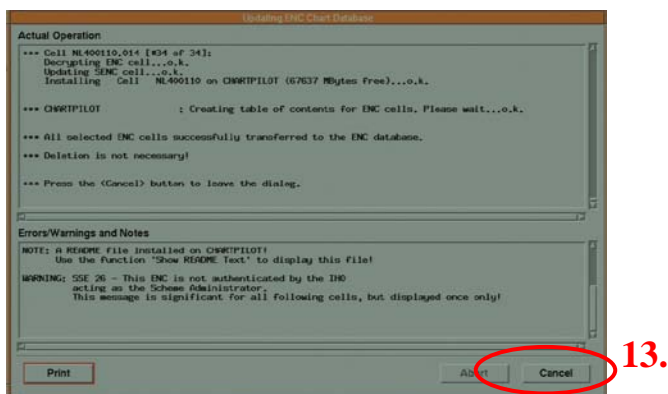 Updating ENC Chart Database
Actual Operation
*** Cell NL400110.014 [#34 of 34]:
Decrypting ENC cell...o.k.
Updating SENC cell...o.k.
Installing Cell NL400110 on CHARTPILOT (67637 MBytes free)...o.k.
*** CHARTPILOT : Creating table of contents for ENC cells. Please wait...o.k.
*** All selected ENC cells successfully transferred to the ENC database.
*** Deletion is not necessary!
*** Press the <Cancel> button to leave the dialog.
Errors/Warnings and Notes
NOTE: A README file installed on CHARTPILOT!
Use the function 'Show README Text' to display this file!
WARNING: SSE 26 - This ENC is not authenticated by the IHO
acting as the Scheme Administrator.
This message is significant for all following cells, but displayed once only!
Print Abort Cancel 13.